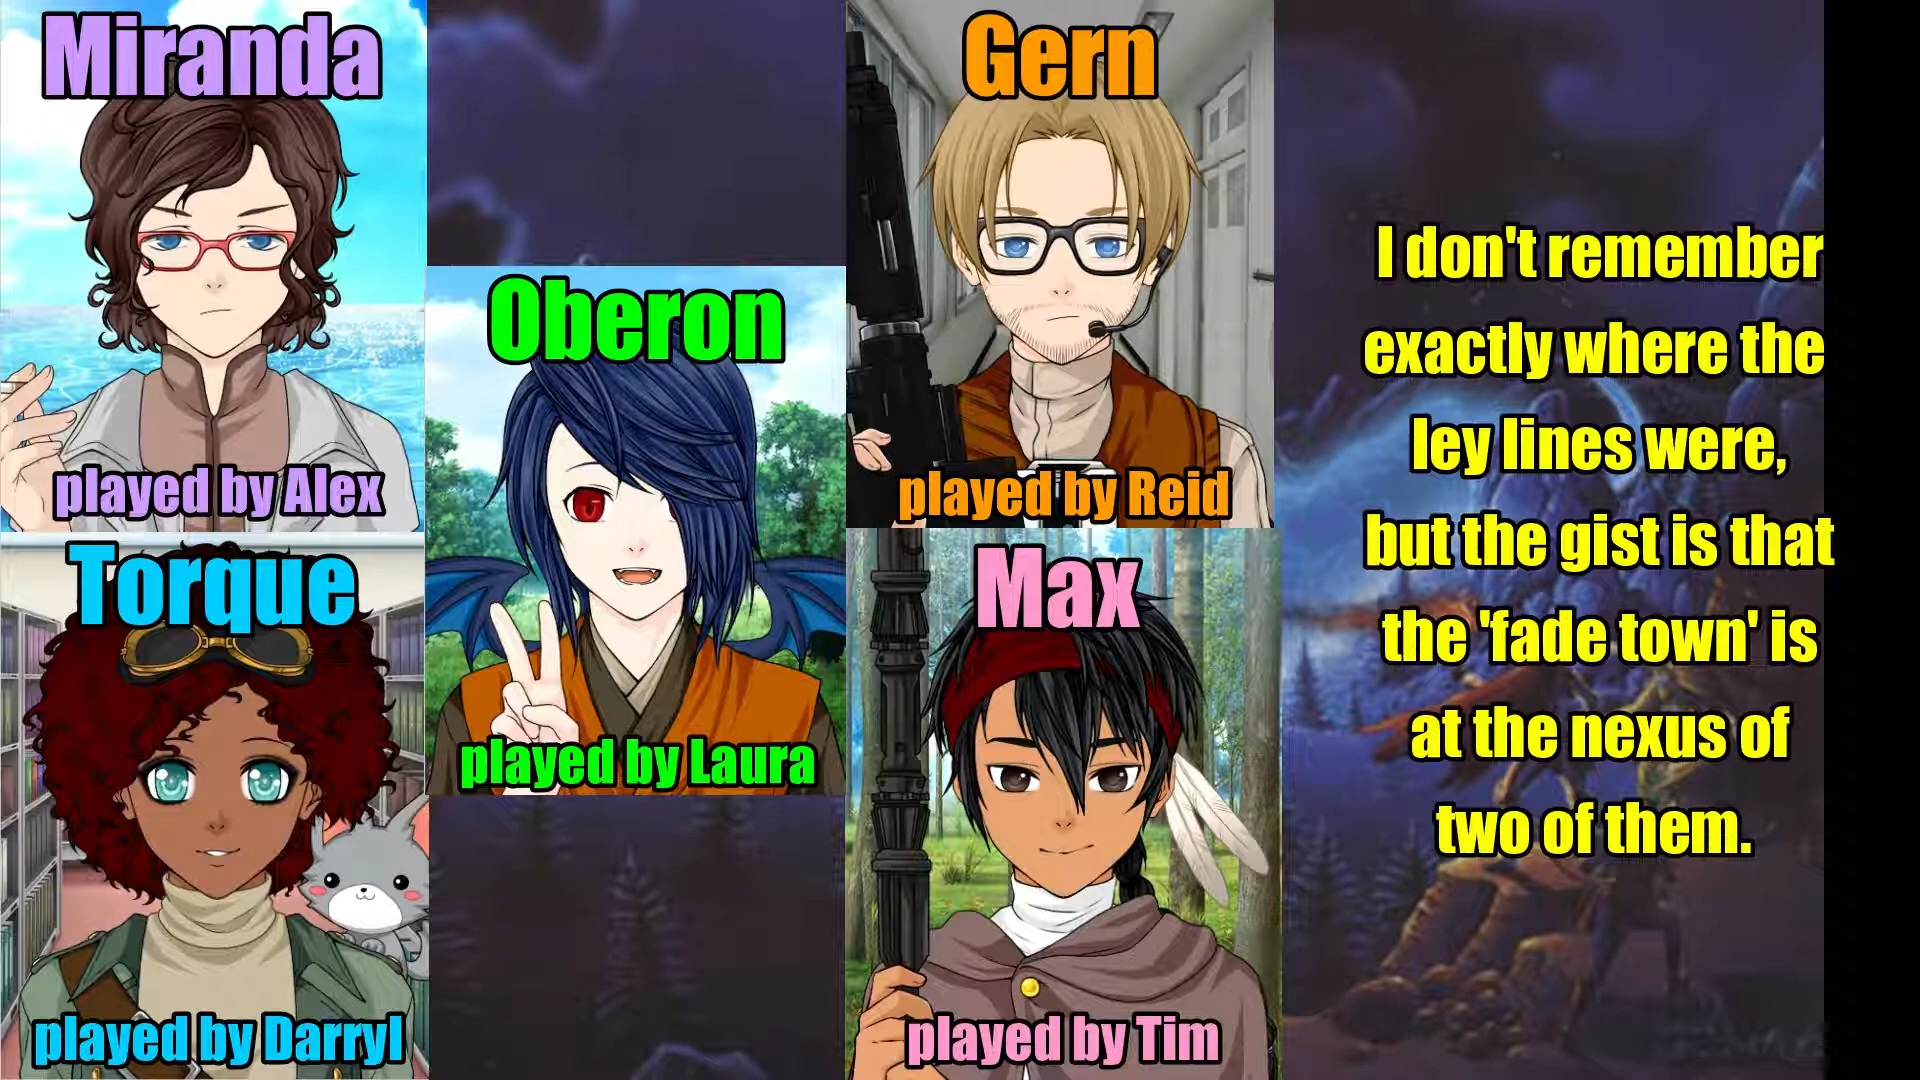 Miranda
played by Alex
Torque
played by Darryl
Oberon
played by Laura
Gern
played by Reid
Max
played by Tim
I don't remember
exactly where the
ley lines were,
but the gist is that
the 'fade town' is
at the nexus of
two of them.